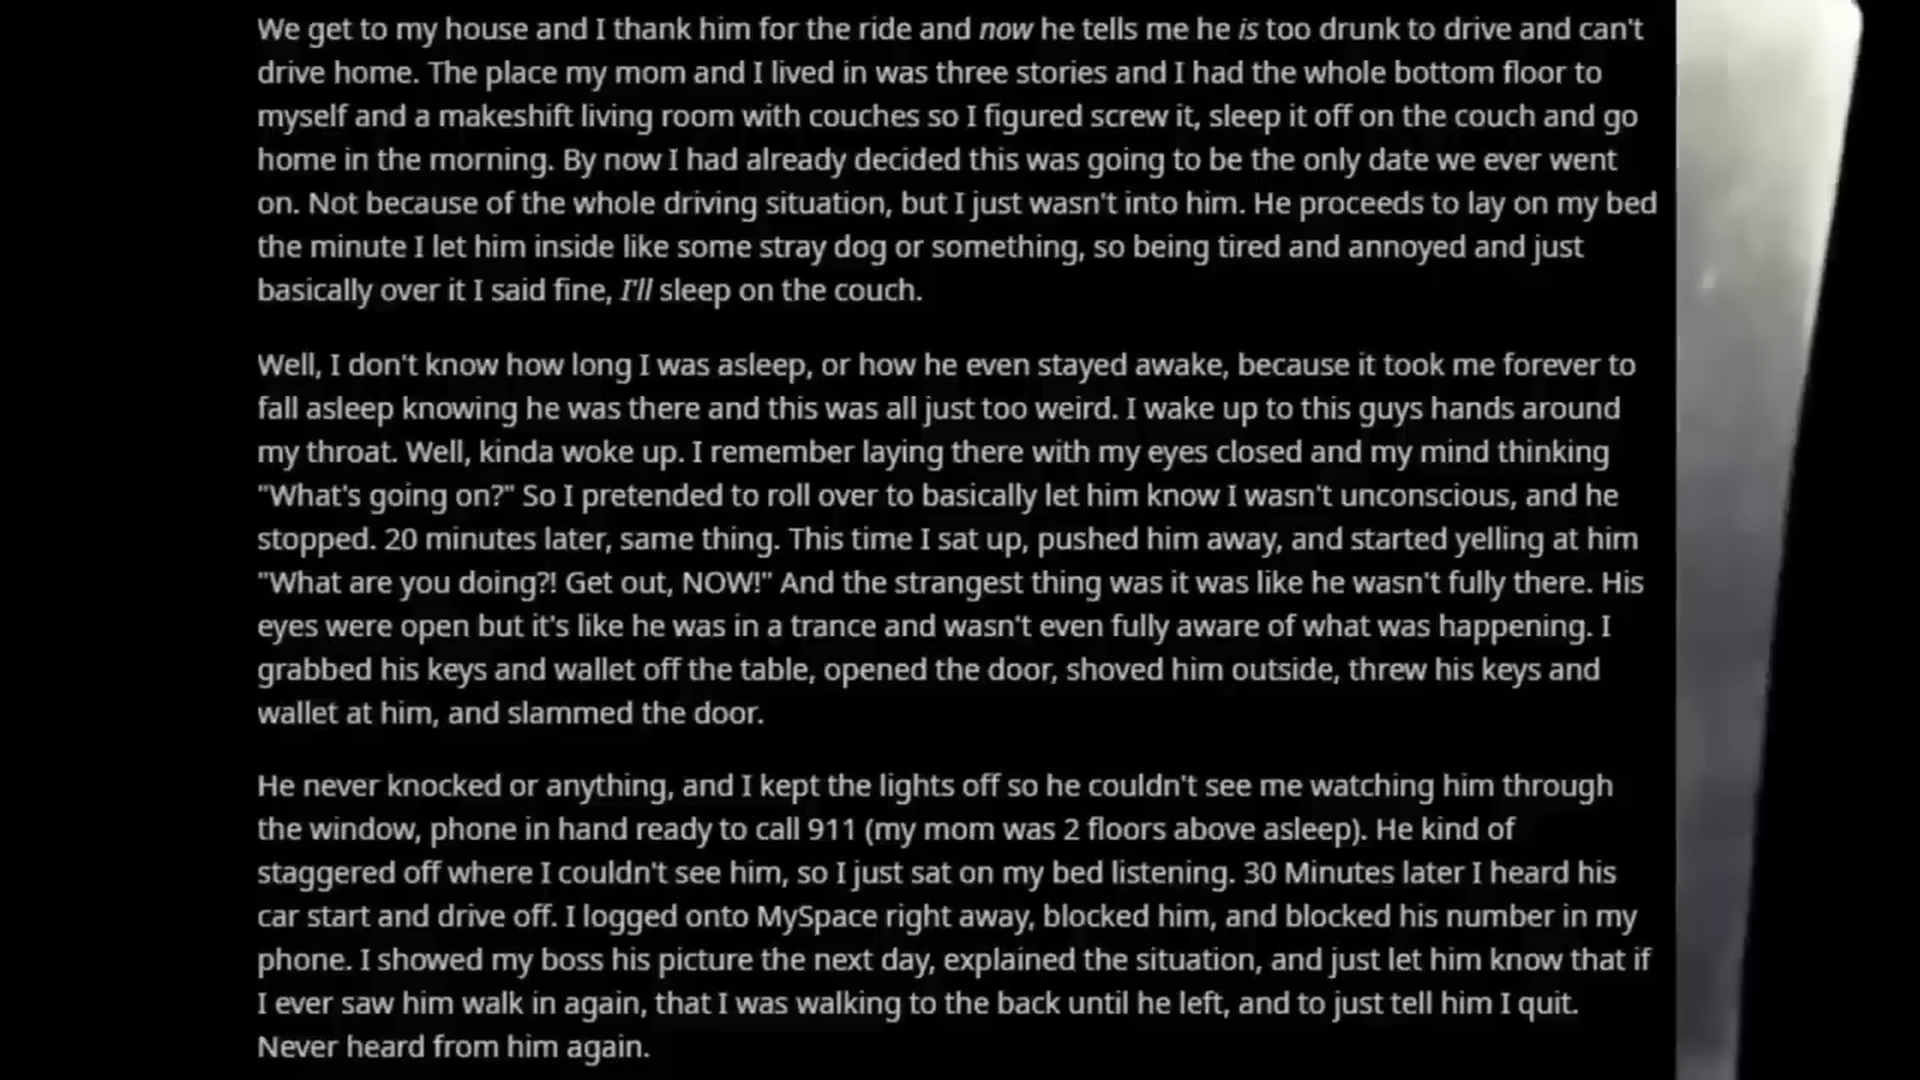 We get to my house and I thank him for the ride and now he tells me he is too drunk to drive and can't
drive home. The place my mom and I lived in was three stories and I had the whole bottom floor to
myself and a makeshift living room with couches so I figured screw it, sleep it off on the couch and go
home in the morning. By now I had already decided this was going to be the only date we ever went
on. Not because of the whole driving situation, but I just wasn't into him. He proceeds to lay on my bed
the minute I let him inside like some stray dog or something, so being tired and annoyed and just
basically over it I said fine, I'll sleep on the couch.
Well, I don't know how long I was asleep, or how he even stayed awake, because it took me forever to
fall asleep knowing he was there and this was all just too weird. I wake up to this guys hands around
my throat. Well, kinda woke up. I remember laying there with my eyes closed and my mind thinking
"What's going on?" So I pretended to roll over to basically let him know I wasn't unconscious, and he
stopped. 20 minutes later, same thing. This time I sat up, pushed him away, and started yelling at him
"What are you doing?! Get out, NOW!" And the strangest thing was it was like he wasn't fully there. His
eyes were open but it's like he was in a trance and wasn't even fully aware of what was happening. I
grabbed his keys and wallet off the table, opened the door, shoved him outside, threw his keys and
wallet at him, and slammed the door.
He never knocked or anything, and I kept the lights off so he couldn't see me watching him through
the window, phone in hand ready to call 911 (my mom was 2 floors above asleep). He kind of
staggered off where I couldn't see him, so I just sat on my bed listening. 30 Minutes later I heard his
car start and drive off. I logged onto MySpace right away, blocked him, and blocked his number in my
phone. I showed my boss his picture the next day, explained the situation, and just let him know that if
I ever saw him walk in again, that I was walking to the back until he left, and to just tell him I quit.
Never heard from him again.